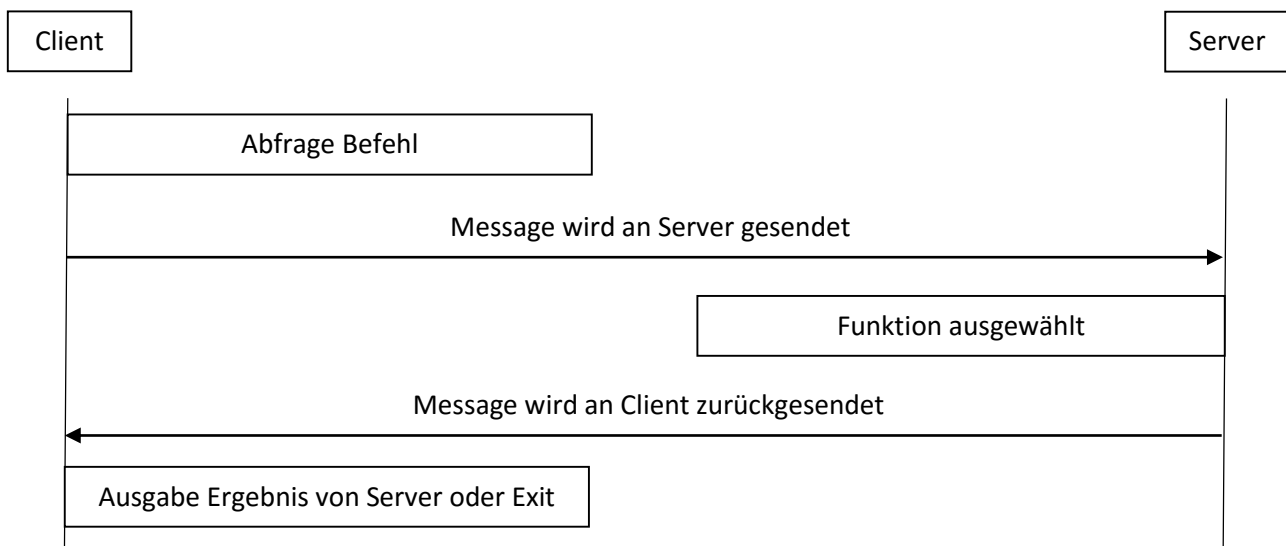 Client
Server
Abfrage Befehl
Message wird an Server gesendet
Funktion ausgewählt
Message wird an Client zurückgesendet
Ausgabe Ergebnis von Server oder Exit